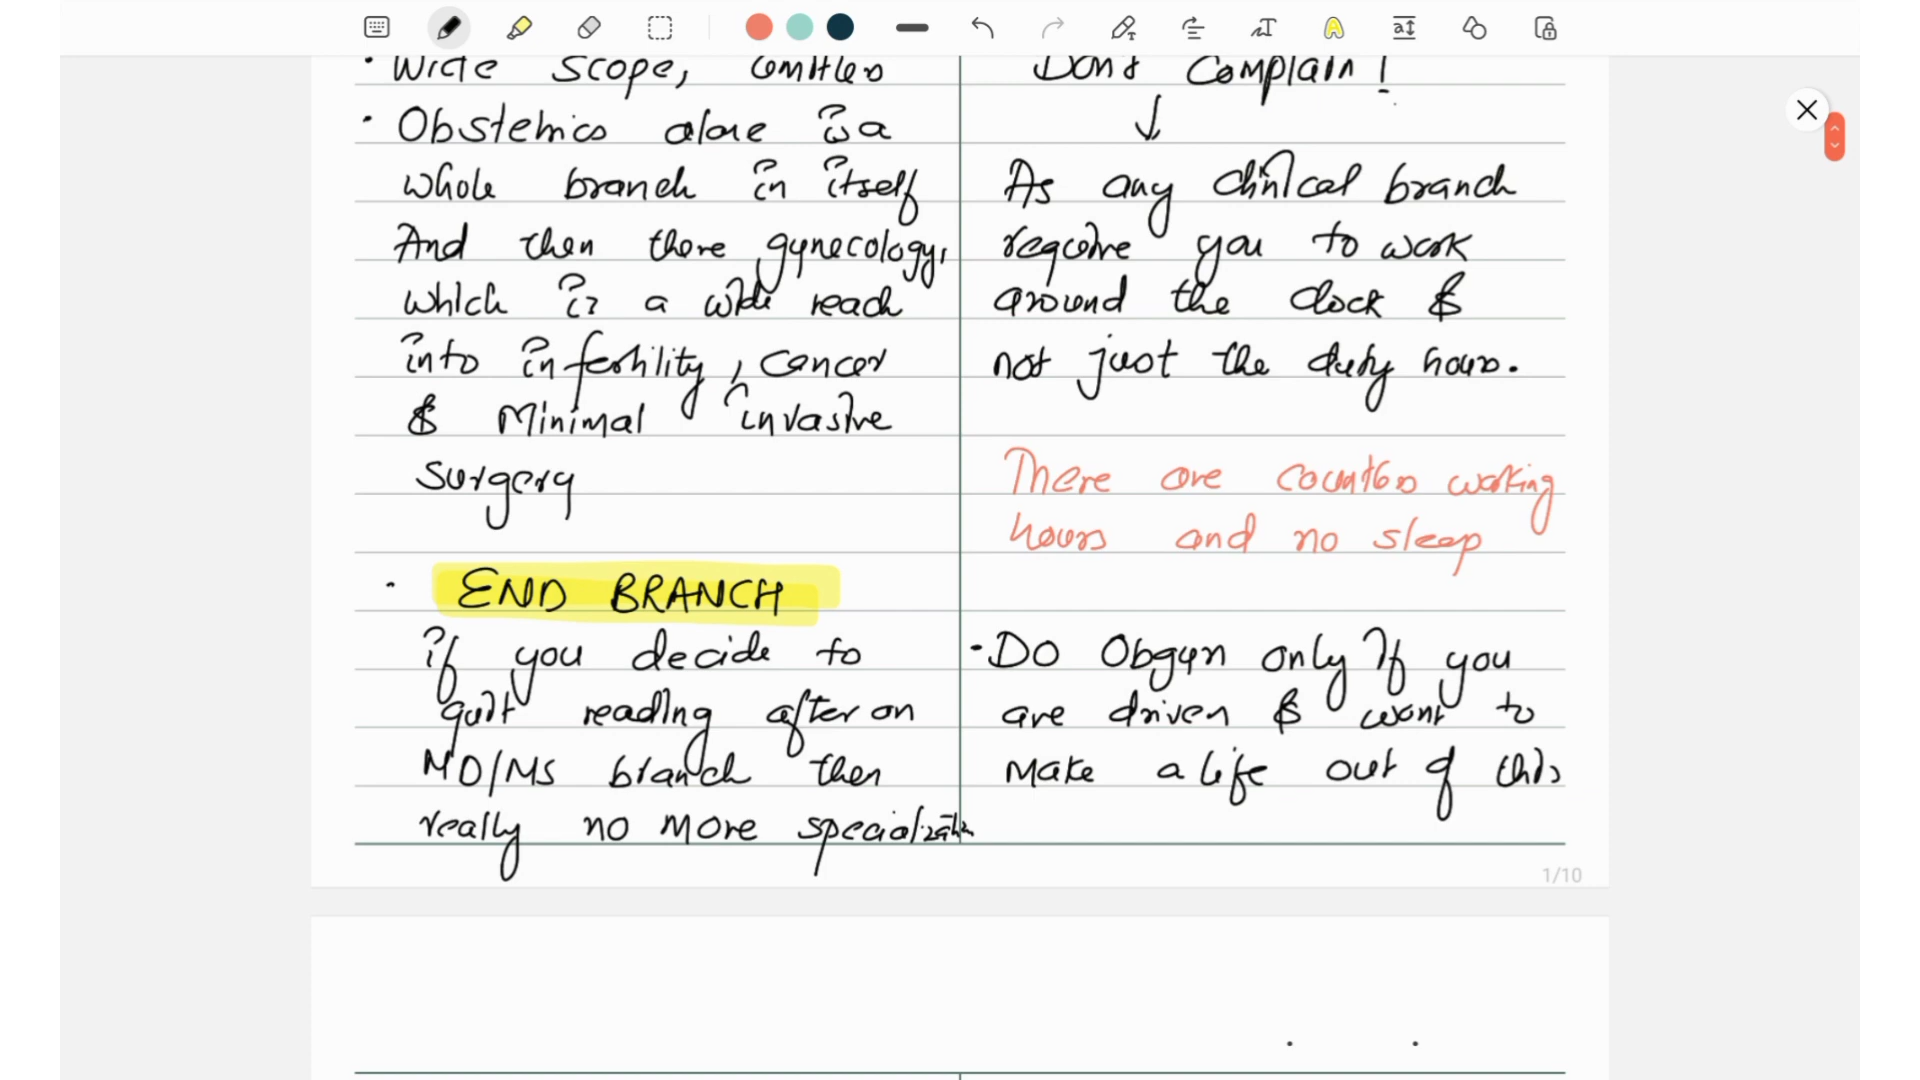 • Wide Scope, limitless
• Obstetrics alone is a
whole branch in itself
And then there gynecology,
which is a wide reach
into infertility, cancer
& Minimal invasive
surgery
• END BRANCH
if you decide to
quit reading after on
MD/MS branch then
really no more specialization
Don't Complain!
↓
As any clinical branch
require you to work
around the clock &
not just the duty hours.
There are countless working
hours and no sleep
• Do Obgyn only If you
are driven & want to
Make a life out of this
1/10